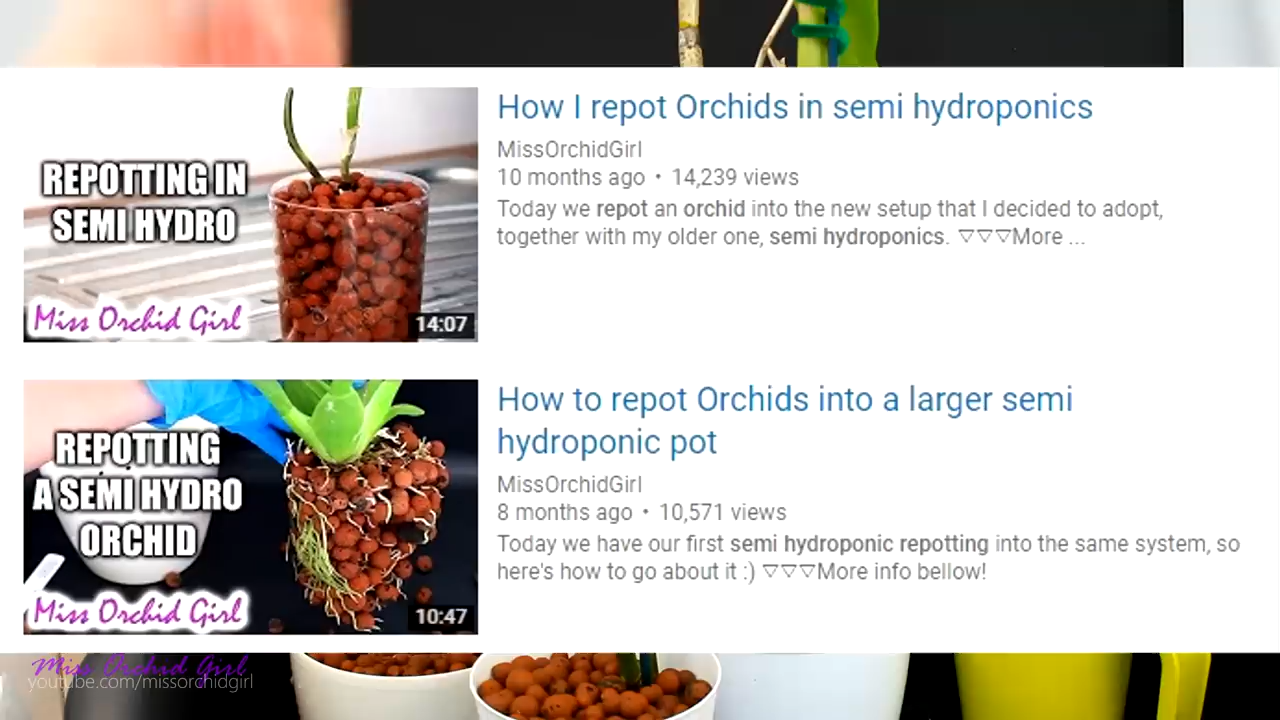 REPOTTING IN
SEMI HYDRO
Miss Orchid Girl
14:07
How I repot Orchids in semi hydroponics
MissOrchidGirl
10 months ago • 14,239 views
Today we repot an orchid into the new setup that I decided to adopt,
together with my older one, semi hydroponics. ▽▽▽More ...
REPOTTING
A SEMI HYDRO
ORCHID
Miss Orchid Girl
10:47
How to repot Orchids into a larger semi
hydroponic pot
MissOrchidGirl
8 months ago • 10,571 views
Today we have our first semi hydroponic repotting into the same system, so
here's how to go about it :) ▽▽▽More info bellow!
Miss Orchid Girl
youtube.com/missorchidgirl